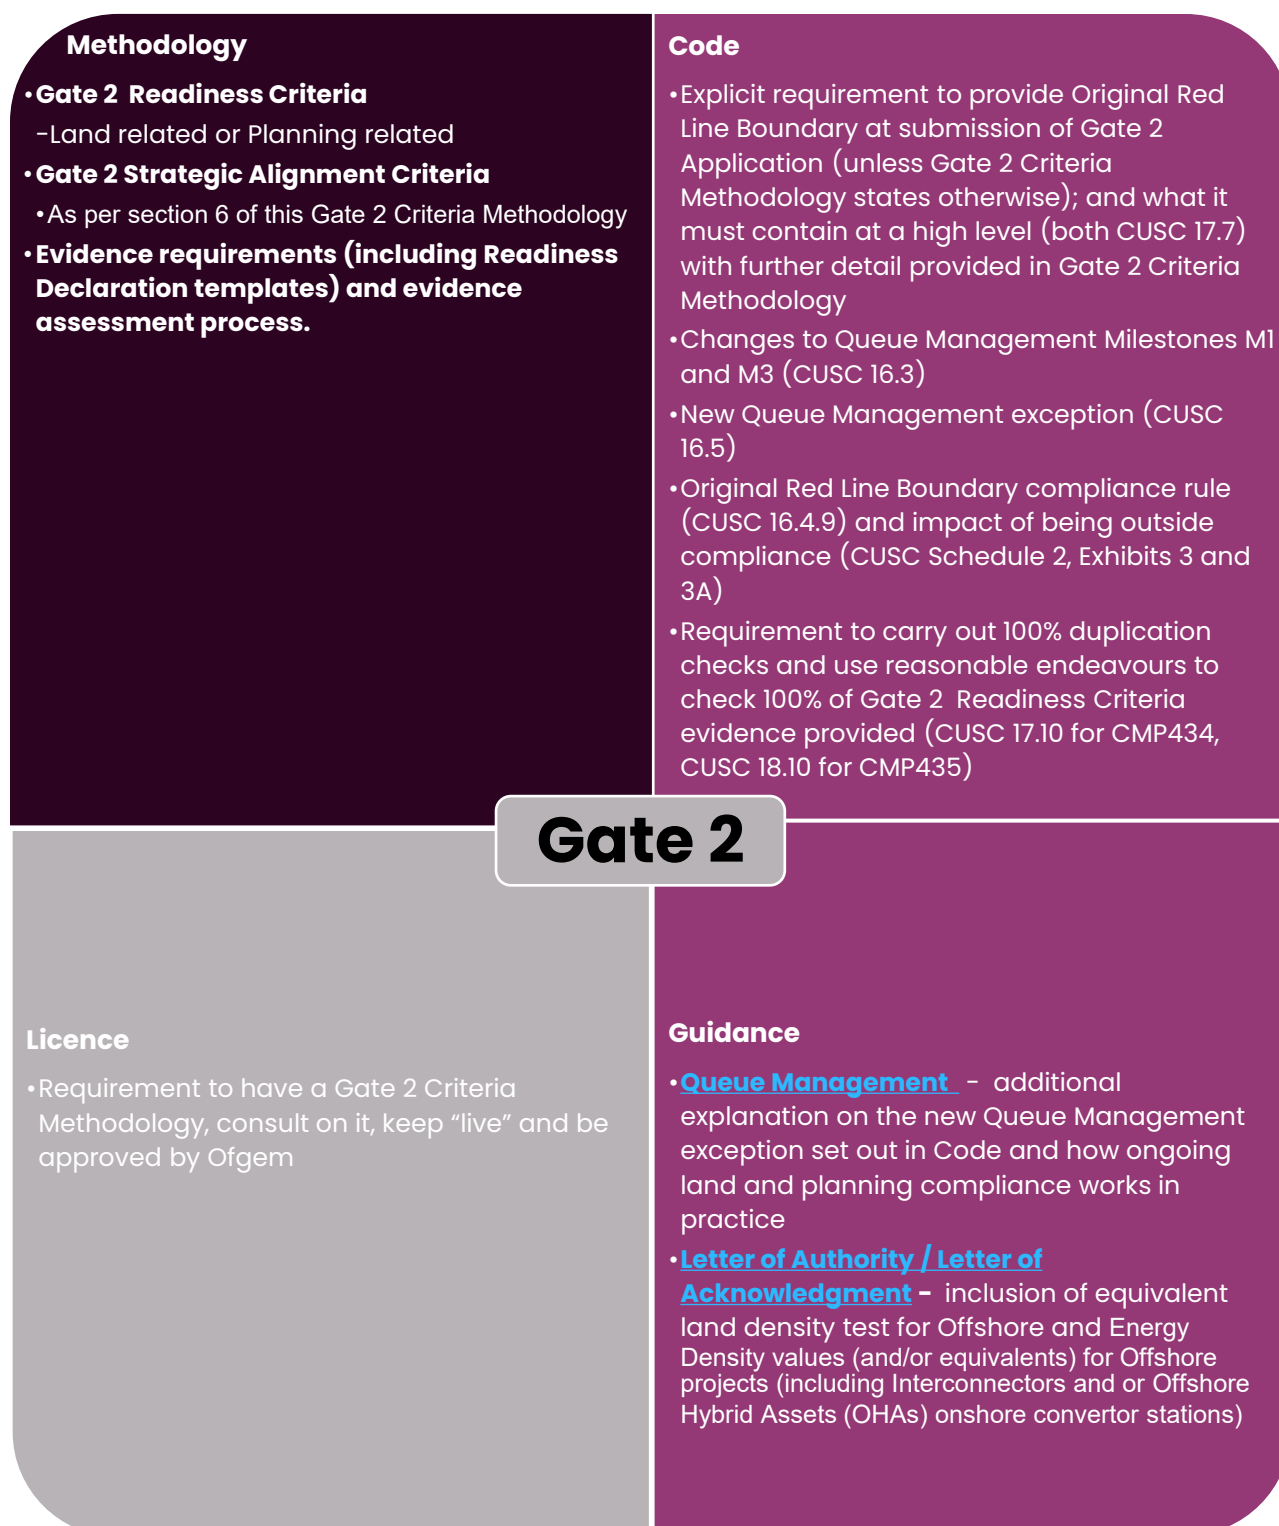 Methodology
•Gate 2 Readiness Criteria
-Land related or Planning related
•Gate 2 Strategic Alignment Criteria
•As per section 6 of this Gate 2 Criteria Methodology
•Evidence requirements (including Readiness
Declaration templates) and evidence
assessment process.
Code
•Explicit requirement to provide Original Red
Line Boundary at submission of Gate 2
Application (unless Gate 2 Criteria
Methodology states otherwise); and what it
must contain at a high level (both CUSC 17.7)
with further detail provided in Gate 2 Criteria
Methodology
•Changes to Queue Management Milestones M1
and M3 (CUSC 16.3)
•New Queue Management exception (CUSC
16.5)
•Original Red Line Boundary compliance rule
(CUSC 16.4.9) and impact of being outside
compliance (CUSC Schedule 2, Exhibits 3 and
3A)
•Requirement to carry out 100% duplication
checks and use reasonable endeavours to
check 100% of Gate 2 Readiness Criteria
evidence provided (CUSC 17.10 for CMP434,
CUSC 18.10 for CMP435)
Gate 2
Licence
•Requirement to have a Gate 2 Criteria
Methodology, consult on it, keep “live” and be
approved by Ofgem
Guidance
•Queue Management - additional
explanation on the new Queue Management
exception set out in Code and how ongoing
land and planning compliance works in
practice
•Letter of Authority / Letter of
Acknowledgment - inclusion of equivalent
land density test for Offshore and Energy
Density values (and/or equivalents) for Offshore
projects (including Interconnectors and or Offshore
Hybrid Assets (OHAs) onshore convertor stations)